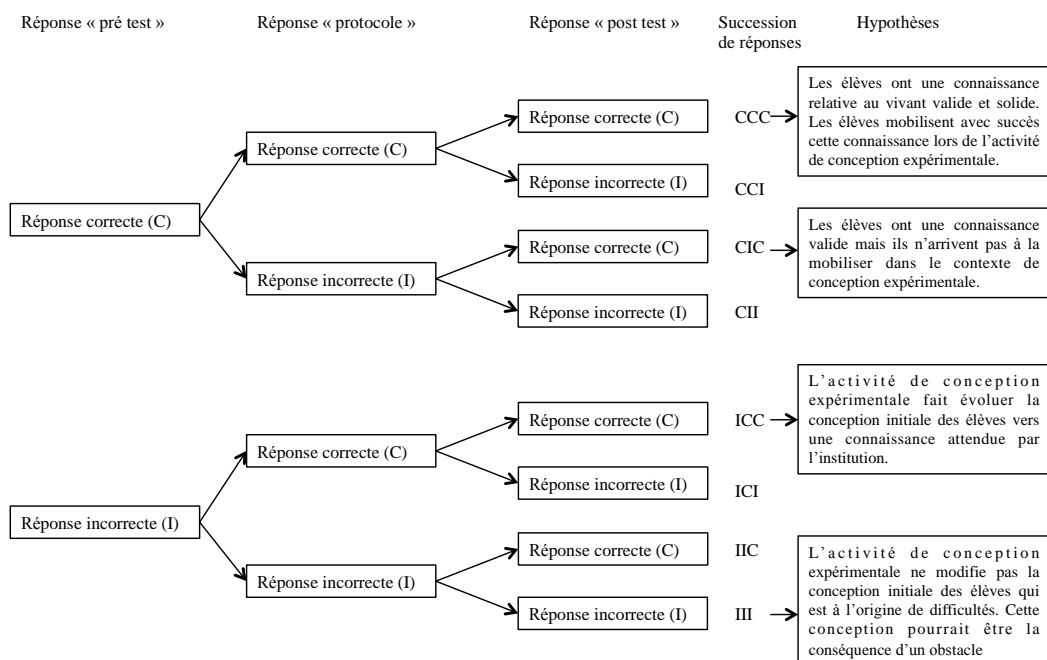 Réponse « pré test » Réponse « protocole » Réponse « post test » Succession de réponses Hypothèses
Réponse correcte (C)
Réponse correcte (C)
Réponse correcte (C)
CCC
Les élèves ont une connaissance
relative au vivant valide et solide.
Les élèves mobilisent avec succès
cette connaissance lors de l’activité
de conception expérimentale.
Réponse incorrecte (I)
CCI
Réponse incorrecte (I)
Réponse correcte (C)
CIC
Les élèves ont une connaissance
valide mais ils n’arrivent pas à la
mobiliser dans le contexte de
conception expérimentale.
Réponse incorrecte (I)
CII
Réponse incorrecte (I)
Réponse correcte (C)
Réponse correcte (C)
ICC
L’activité de conception
expérimentale fait évoluer la
conception initiale des élèves vers
une connaissance attendue par
l’institution.
Réponse incorrecte (I)
ICI
Réponse incorrecte (I)
Réponse correcte (C)
IIC
Réponse incorrecte (I)
III
L’activité de conception
expérimentale ne modifie pas la
conception initiale des élèves qui
est à l’origine de difficultés. Cette
conception pourrait être la
conséquence d’un obstacle